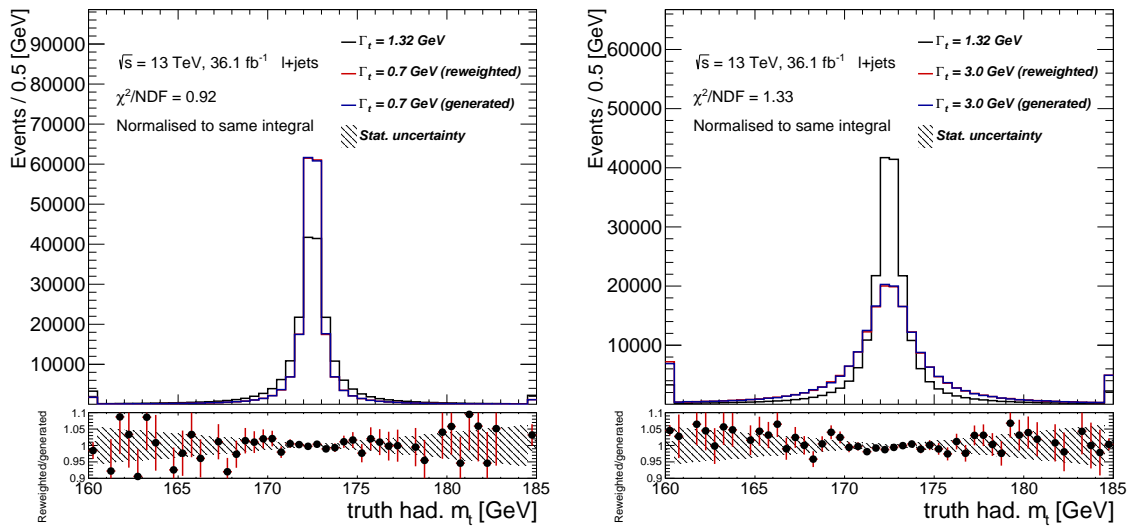 Events / 0.5 [GeV]
90000
80000
70000
60000
50000
40000
30000
20000
10000
√s = 13 TeV, 36.1 fb⁻¹ l+jets
χ²/NDF = 0.92
Normalised to same integral
Γt = 1.32 GeV
Γt = 0.7 GeV (reweighted)
Γt = 0.7 GeV (generated)
Stat. uncertainty
Reweighted/generated
1.1
1.05
1
0.95
0.9
160 165 170 175 180 185
truth had. mt [GeV]
Events / 0.5 [GeV]
60000
50000
40000
30000
20000
10000
√s = 13 TeV, 36.1 fb⁻¹ l+jets
χ²/NDF = 1.33
Normalised to same integral
Γt = 1.32 GeV
Γt = 3.0 GeV (reweighted)
Γt = 3.0 GeV (generated)
Stat. uncertainty
Reweighted/generated
1.1
1.05
1
0.95
0.9
160 165 170 175 180 185
truth had. mt [GeV]